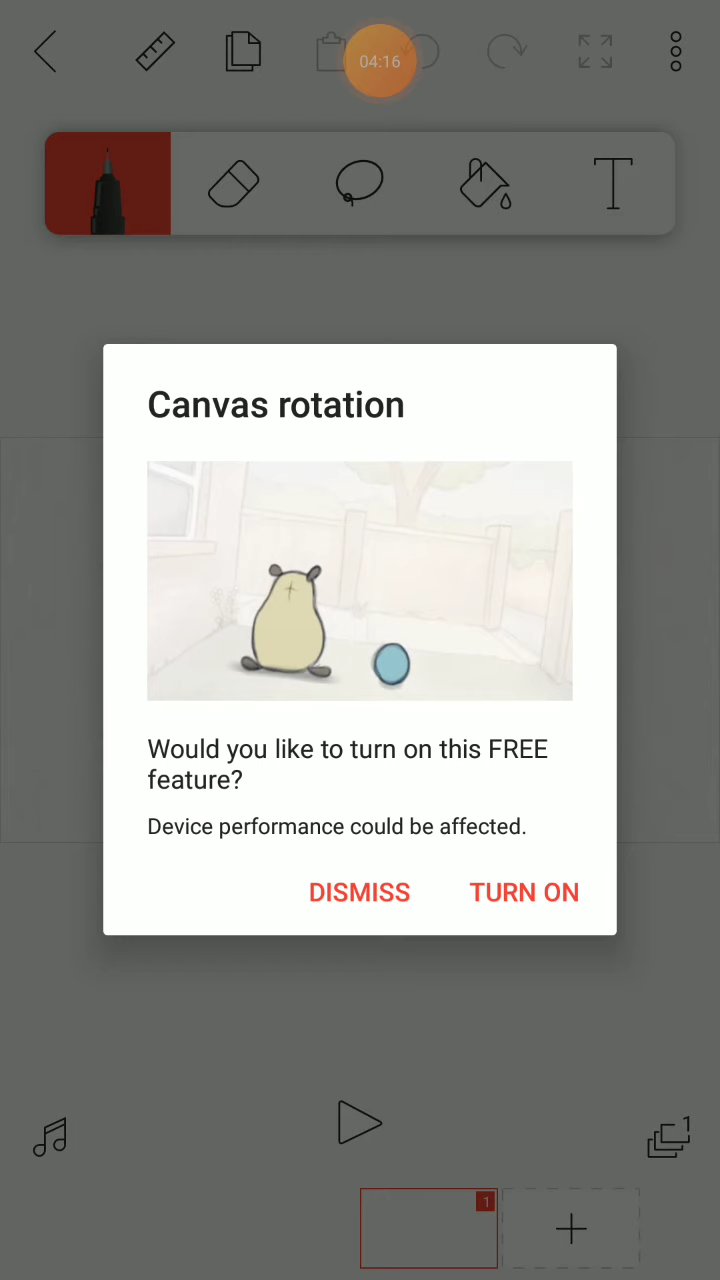 04:16
T
Canvas rotation
Would you like to turn on this FREE
feature?
Device performance could be affected.
DISMISS TURN ON
1
1